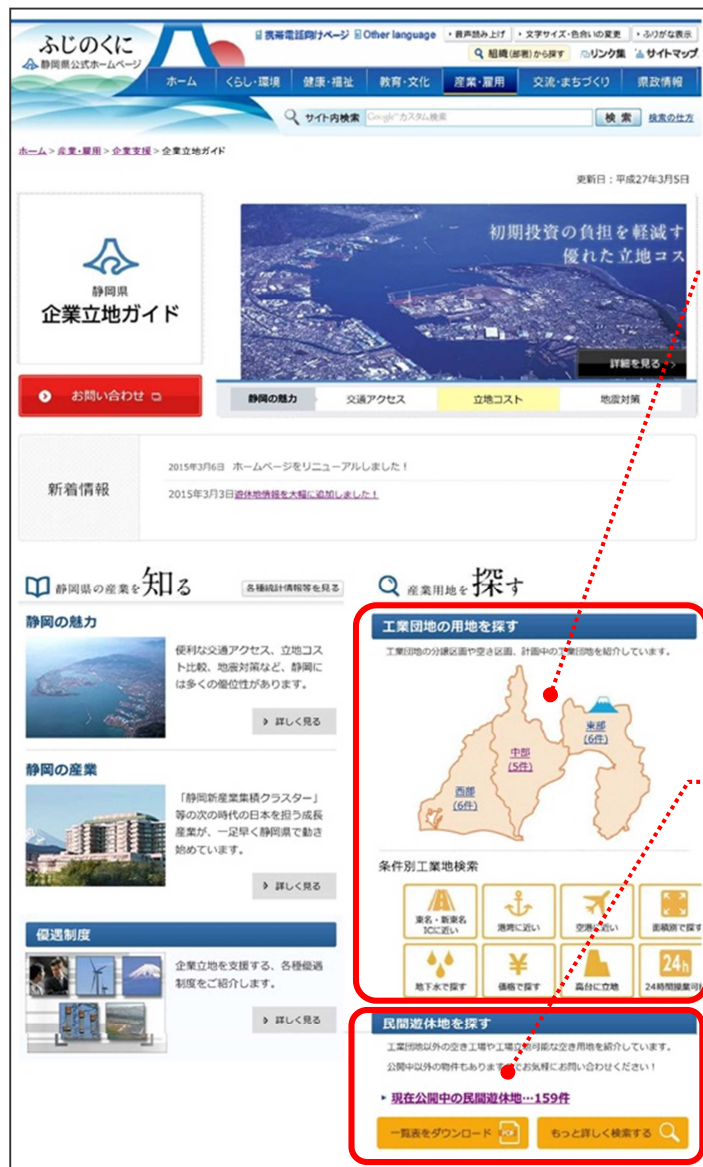 ふじのくに
静岡県公式ホームページ
携帯電話向けページ Other language ・音声読み上げ ・文字サイズ・色合いの変更 ・ふりがな表示
組織(部署)から探す リンク集 サイトマップ
ホーム くらし・環境 健康・福祉 教育・文化 産業・雇用 交流・まちづくり 県政情報
サイト内検索 Google カスタム検索 検 索 検索の仕方
ホーム > 産業・雇用 > 企業支援 > 企業立地ガイド
更新日：平成27年3月5日
初期投資の負担を軽減す
優れた立地コス
静岡県
企業立地ガイド
詳細を見る
お問い合わせ
静岡の魅力 交通アクセス 立地コスト 地震対策
新着情報
2015年3月6日 ホームページをリニューアルしました！
2015年3月3日遊休地情報を大幅に追加しました！
静岡県の産業を知る 各種統計情報等を見る
静岡の魅力
便利な交通アクセス、立地コス
ト比較、地震対策など、静岡に
は多くの優位性があります。
詳しく見る
静岡の産業
「静岡新産業集積クラスター」
等の次の時代の日本を担う成長
産業が、一足早く静岡県で動き
始めています。
詳しく見る
優遇制度
企業立地を支援する、各種優遇
制度をご紹介します。
詳しく見る
産業用地を探す
工業団地の用地を探す
工業団地の分譲区画や空き区画、計画中の工業団地を紹介しています。
東部
(6件)
中部
(5件)
西部
(6件)
条件別工業地検索
東名・新東名
ICに近い
港湾に近い
空港に近い
面積別で探す
地下水で探す
価格で探す
高台に立地
24h
24時間操業可
民間遊休地を探す
工業団地以外の空き工場や工場立地可能な空き用地を紹介しています。
公開中以外の物件もありますのでお気軽にお問い合わせください！
現在公開中の民間遊休地…159件
一覧表をダウンロード PDF もっと詳しく検索する